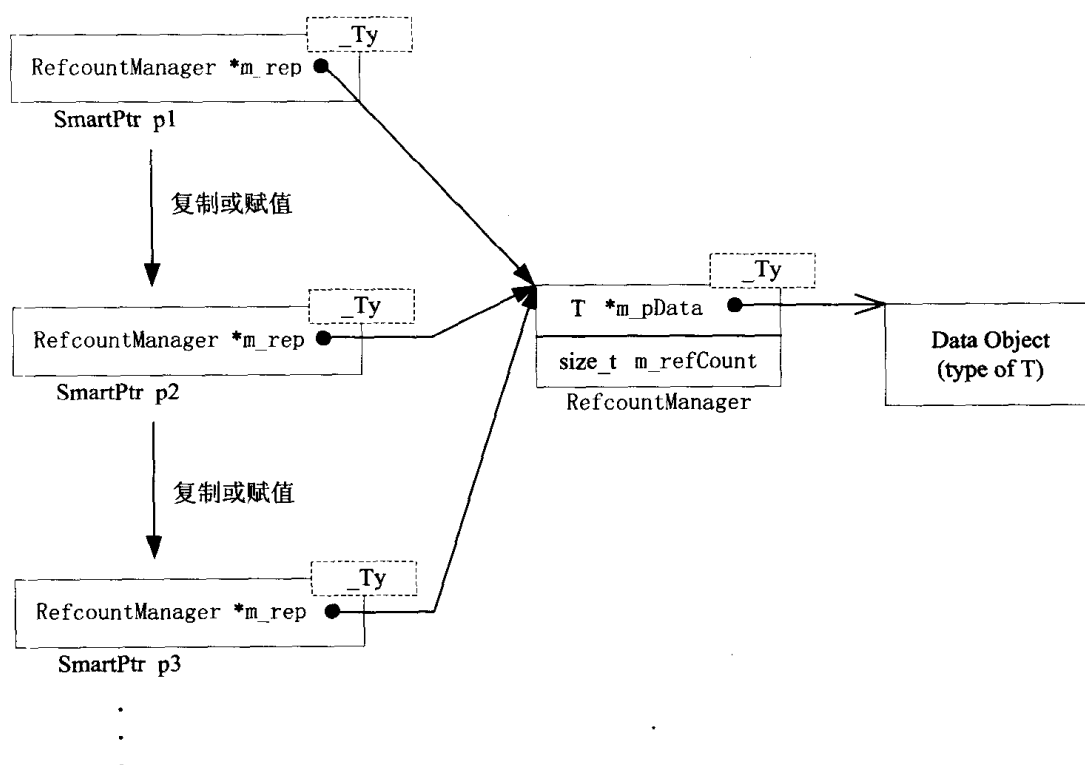 _Ty
RefcountManager *m_rep
SmartPtr p1
复制或赋值
_Ty
T *m_pData
_Ty
RefcountManager *m_rep
size_t m_refCount
Data Object
(type of T)
SmartPtr p2
RefcountManager
复制或赋值
_Ty
RefcountManager *m_rep
SmartPtr p3